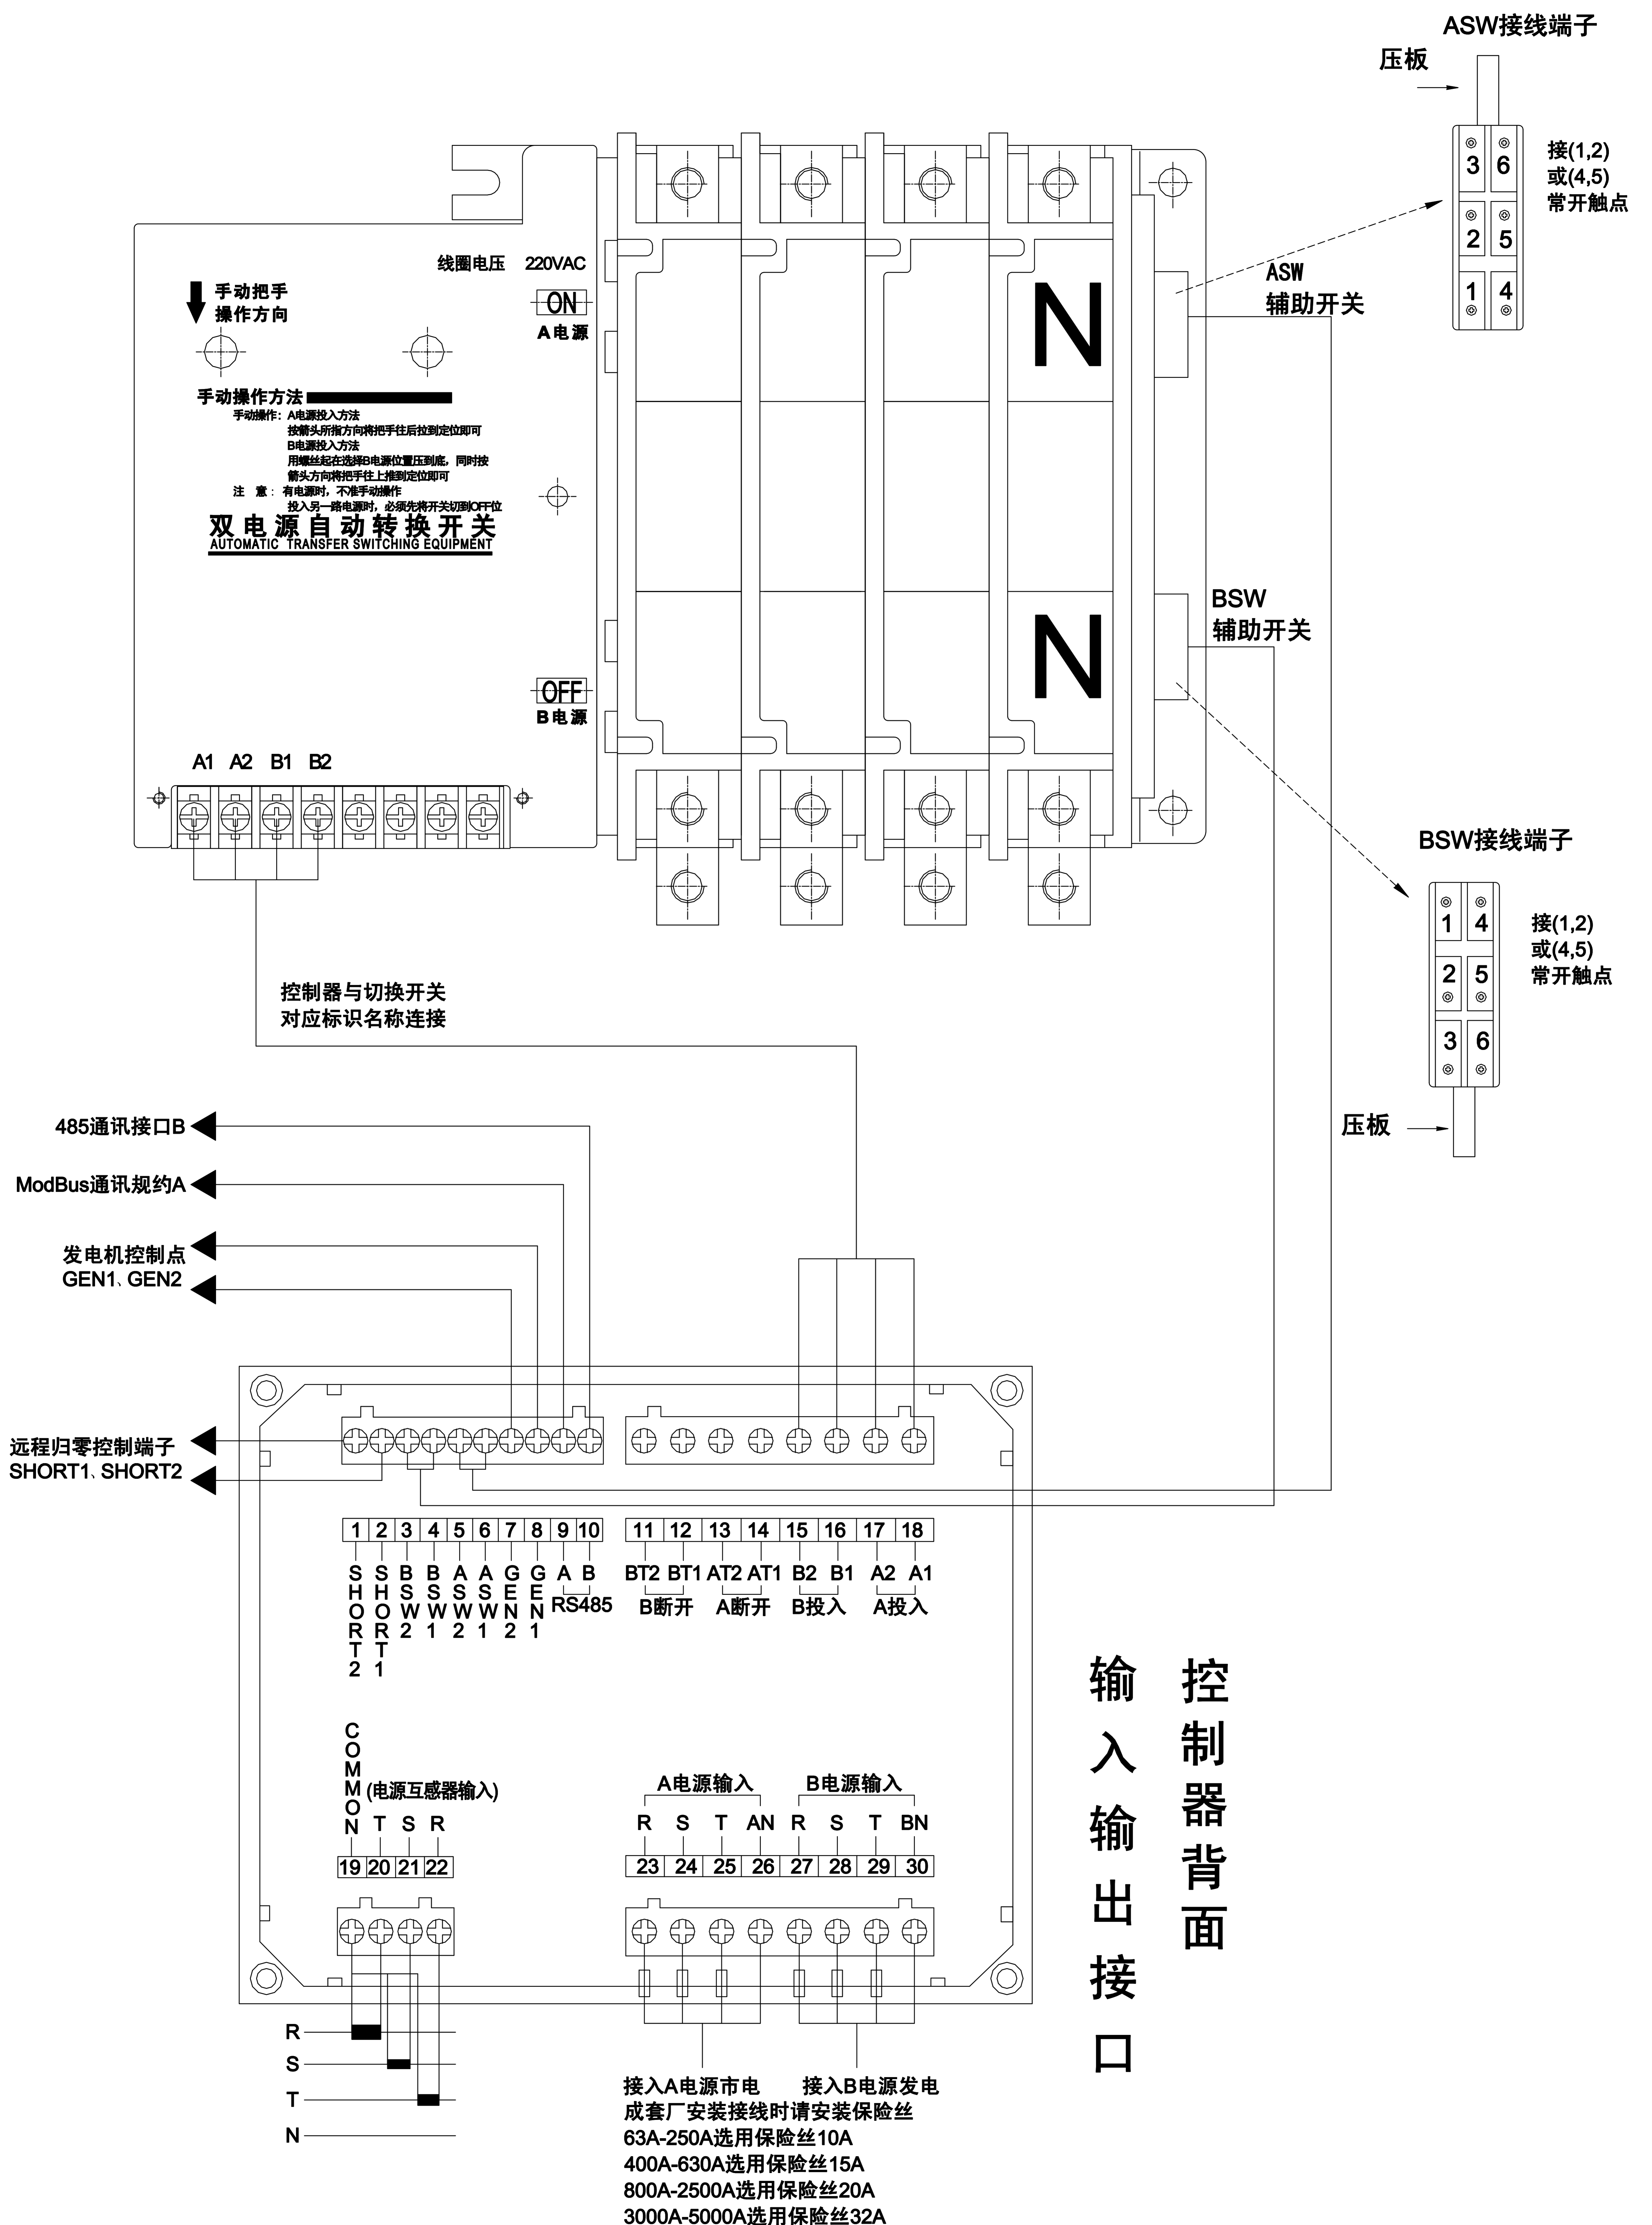 ASW接线端子
压板
3 6
2 5
1 4
接(1,2)
或(4,5)
常开触点
线圈电压 220VAC
ON
A电源
手动把手
操作方向
手动操作方法
手动操作：A电源投入方法
按箭头所指方向将把手往后拉到定位即可
B电源投入方法
用螺丝起在选择B电源位置压到底，同时按
箭头方向将把手往上推到定位即可
注 意：有电源时，不准手动操作
投入另一路电源时，必须先将开关切到OFF位
双电源自动转换开关
AUTOMATIC TRANSFER SWITCHING EQUIPMENT
N
ASW
辅助开关
N
BSW
辅助开关
OFF
B电源
A1 A2 B1 B2
BSW接线端子
1 4
2 5
3 6
接(1,2)
或(4,5)
常开触点
压板
控制器与切换开关
对应标识名称连接
485通讯接口B
ModBus通讯规约A
发电机控制点
GEN1、GEN2
远程归零控制端子
SHORT1、SHORT2
1 2 3 4 5 6 7 8 9 10
SHORT2
SHORT1
BSW2
BSW1
ASW2
ASW1
GEN2
GEN1
A B
RS485
11 12 13 14 15 16 17 18
BT2 BT1 AT2 AT1 B2 B1 A2 A1
B断开 A断开 B投入 A投入
控制器背面
输入输出接口
COMMON
(电源互感器输入)
T S R
19 20 21 22
A电源输入 B电源输入
R S T AN R S T BN
23 24 25 26 27 28 29 30
R
S
T
N
接入A电源市电 接入B电源发电
成套厂安装接线时请安装保险丝
63A-250A选用保险丝10A
400A-630A选用保险丝15A
800A-2500A选用保险丝20A
3000A-5000A选用保险丝32A